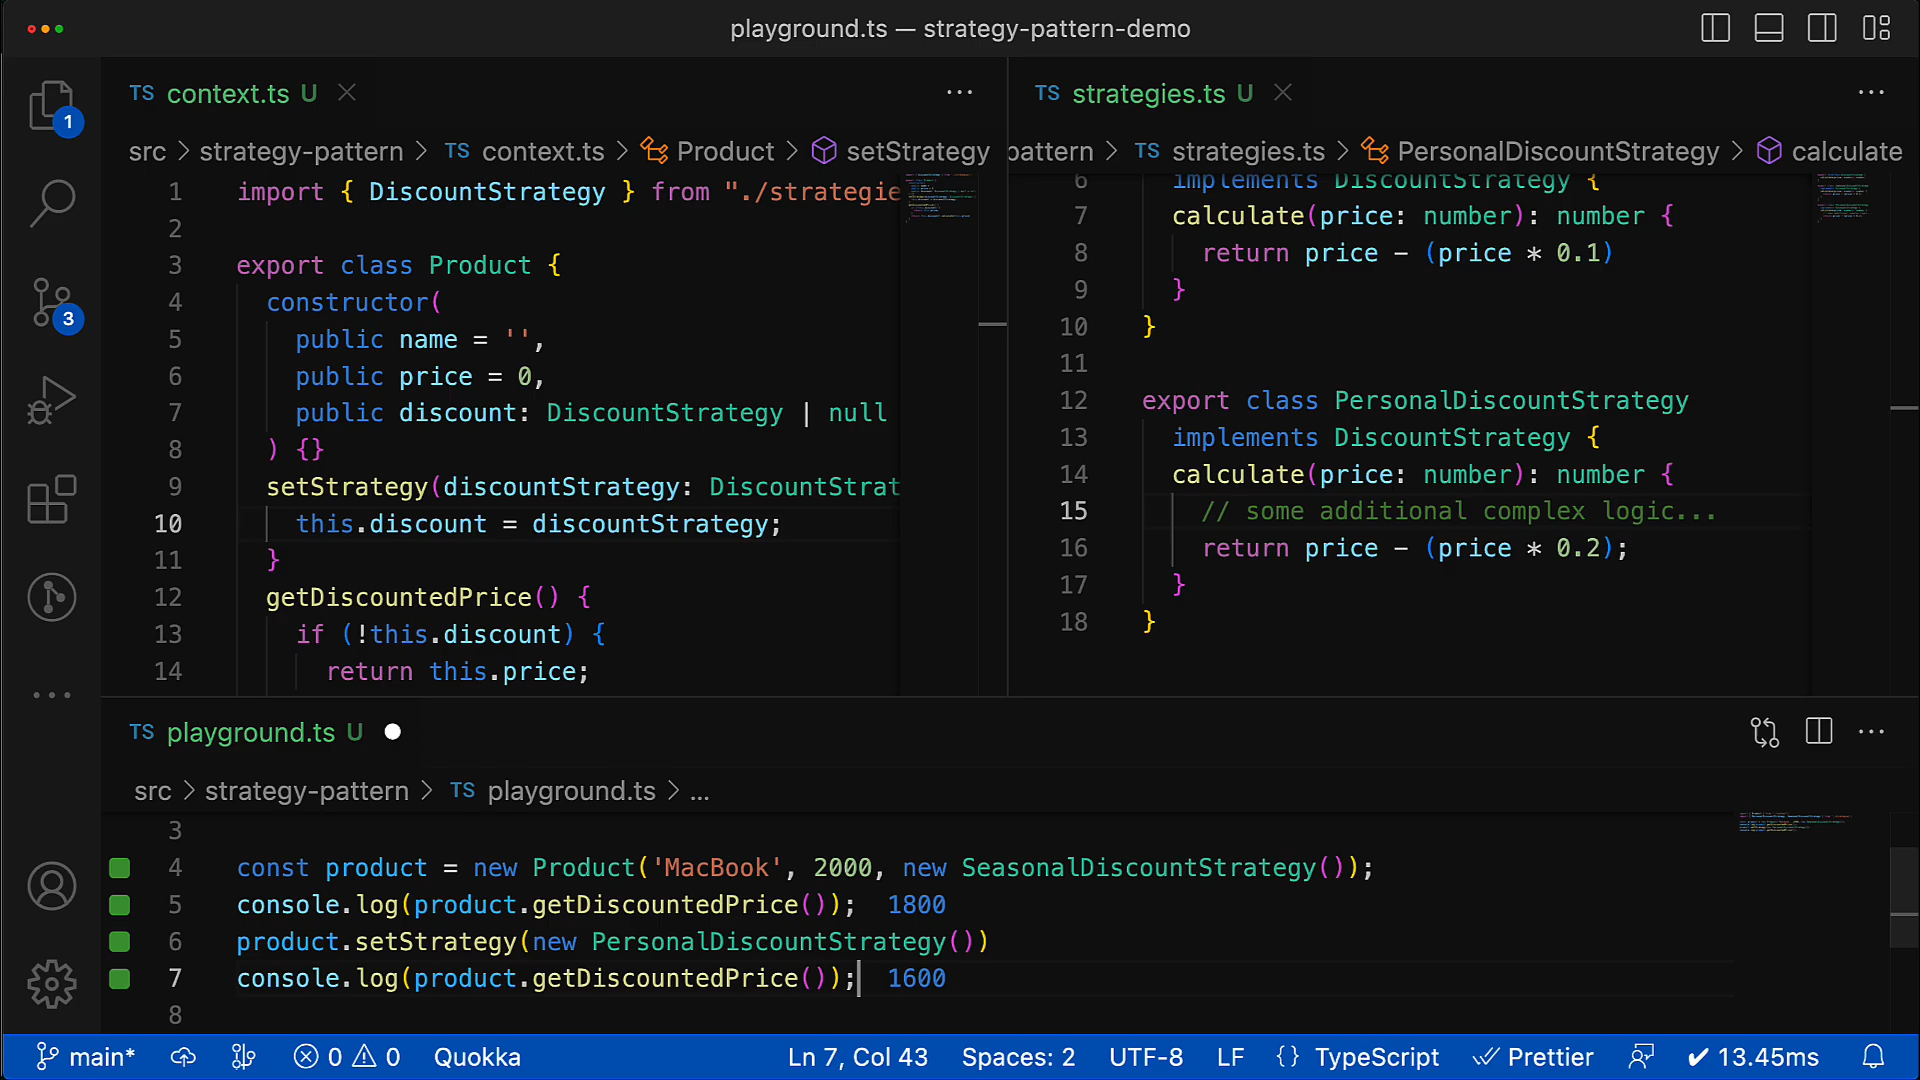 playground.ts — strategy-pattern-demo
TS context.ts U
src > strategy-pattern > TS context.ts > Product > setStrategy
1 import { DiscountStrategy } from "./strategie
2
3 export class Product {
4 constructor(
5 public name = '',
6 public price = 0,
7 public discount: DiscountStrategy | null
8 ) {}
9 setStrategy(discountStrategy: DiscountStrat
10 this.discount = discountStrategy;
11 }
12 getDiscountedPrice() {
13 if (!this.discount) {
14 return this.price;
TS strategies.ts U
pattern > TS strategies.ts > PersonalDiscountStrategy > calculate
6 implements DiscountStrategy {
7 calculate(price: number): number {
8 return price - (price * 0.1)
9 }
10 }
11
12 export class PersonalDiscountStrategy
13 implements DiscountStrategy {
14 calculate(price: number): number {
15 // some additional complex logic...
16 return price - (price * 0.2);
17 }
18 }
TS playground.ts U
src > strategy-pattern > TS playground.ts > ...
3
4 const product = new Product('MacBook', 2000, new SeasonalDiscountStrategy());
5 console.log(product.getDiscountedPrice()); 1800
6 product.setStrategy(new PersonalDiscountStrategy())
7 console.log(product.getDiscountedPrice()); 1600
8
1
3
main* 0 0 Quokka Ln 7, Col 43 Spaces: 2 UTF-8 LF {} TypeScript Prettier ✔ 13.45ms